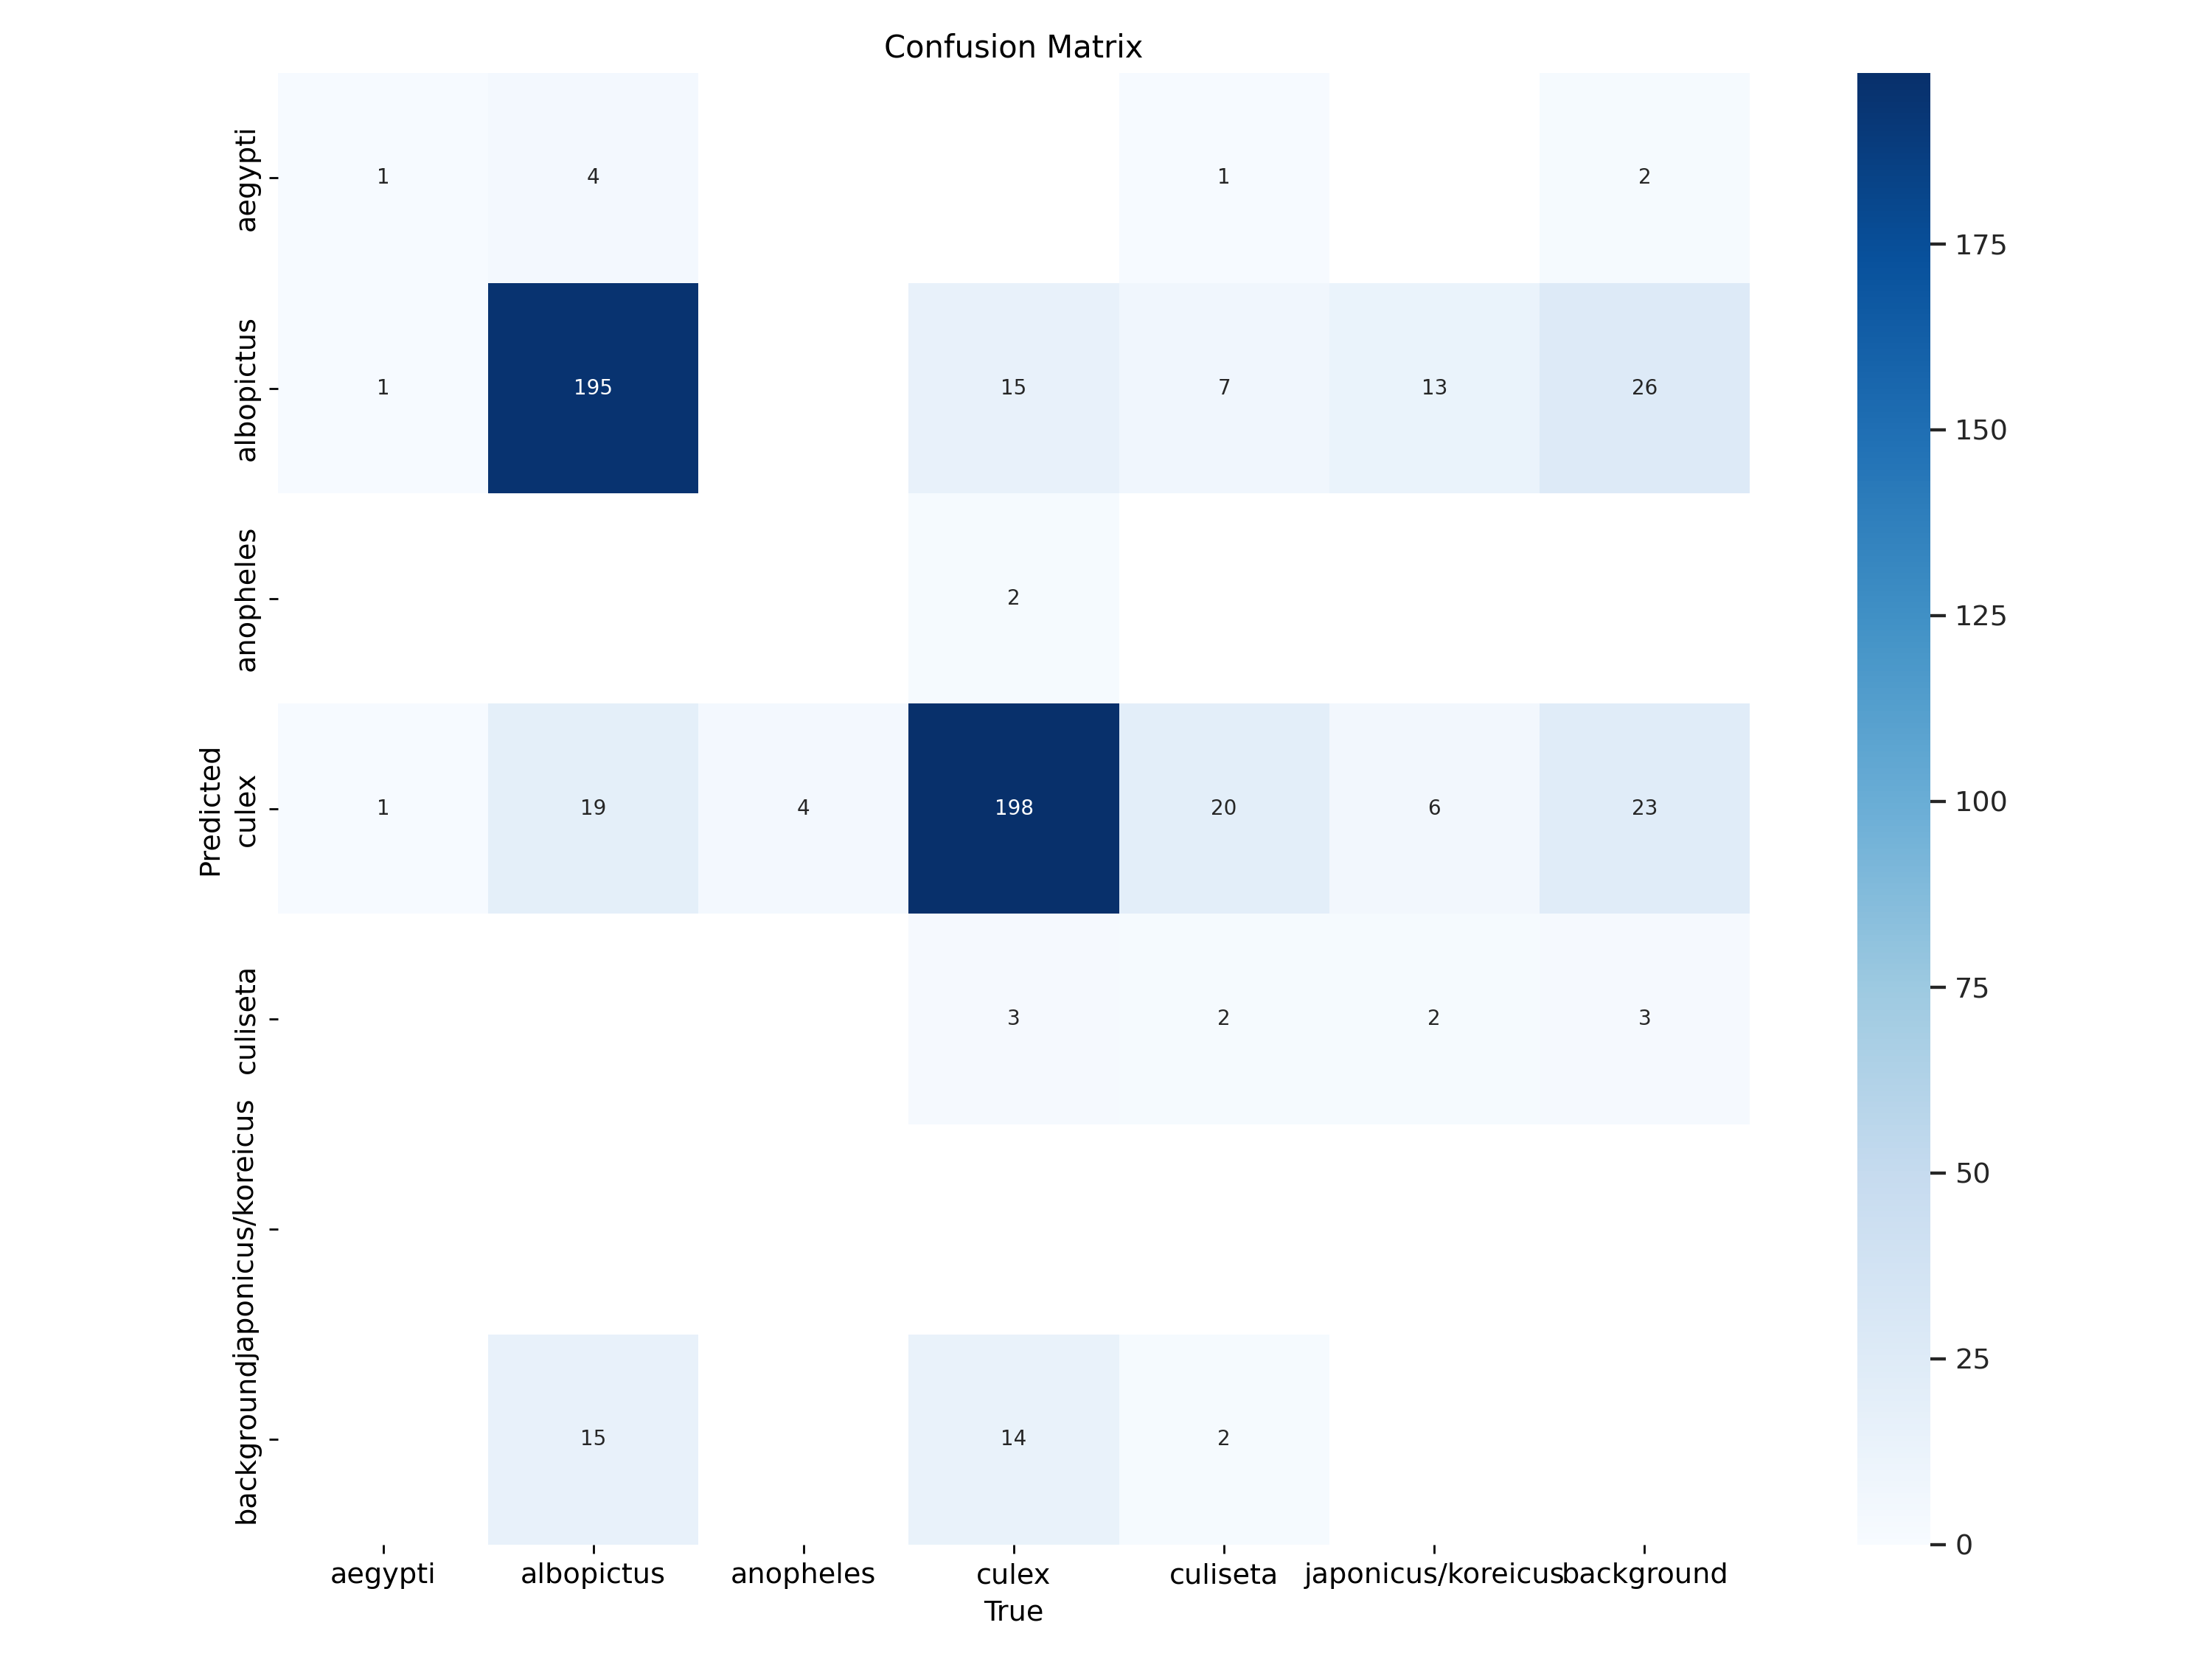 Confusion Matrix
aegypti
1
4
1
2
albopictus
1
195
15
7
13
26
anopheles
2
Predicted
culex
1
19
4
198
20
6
23
culiseta
3
2
2
3
japonicus/koreicus
background
15
14
2
aegypti
albopictus
anopheles
culex
culiseta
japonicus/koreicus
background
True
175
150
125
100
75
50
25
0